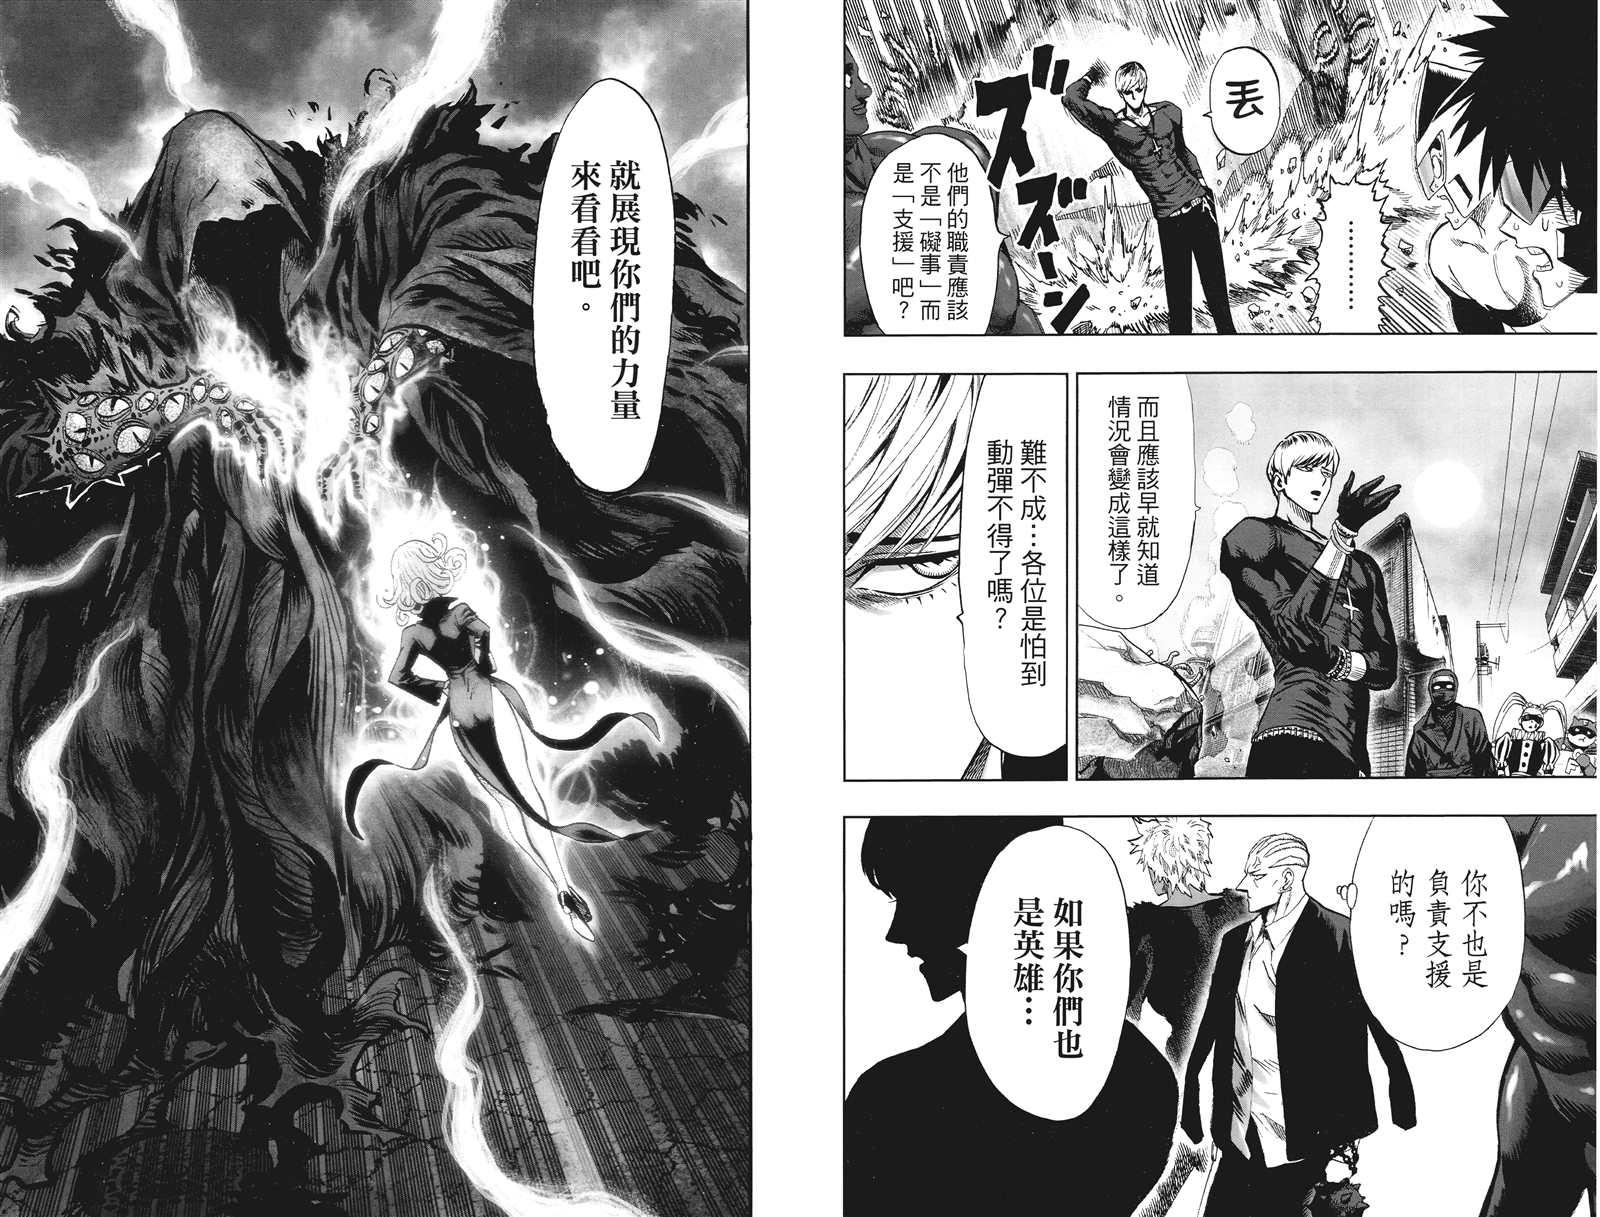 丟
………………
ズズーン
他們的職責應該
不是「礙事」而
是「支援」吧？
而且應該早就知道
情況會變成這樣了。
難不成…各位是怕到
動彈不得了嗎？
你不也是
負責支援
的嗎？
如果你們也
是英雄…
就展現你們的力量
來看看吧。